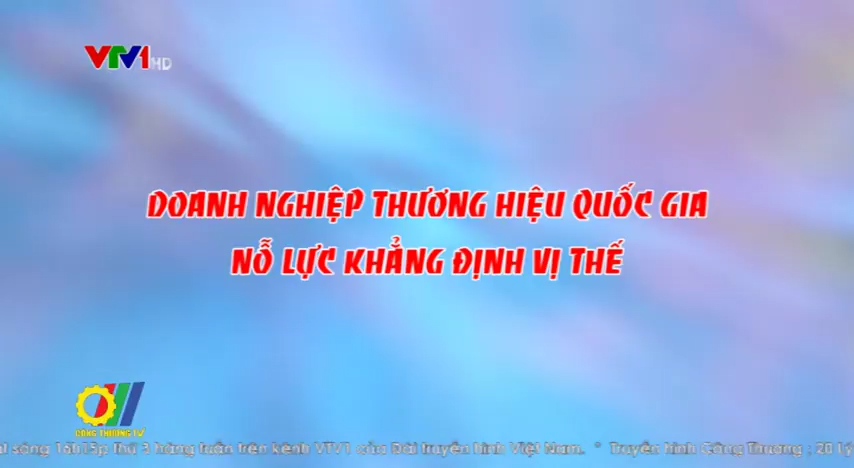 VTV1 HD
DOANH NGHIỆP THƯƠNG HIỆU QUỐC GIA
NỖ LỰC KHẲNG ĐỊNH VỊ THẾ
CÔNG THƯƠNG TV
sóng 16h15p thứ 3 hàng tuần trên kênh VTV1 của Đài truyền hình Việt Nam. * Truyền hình Công Thương :